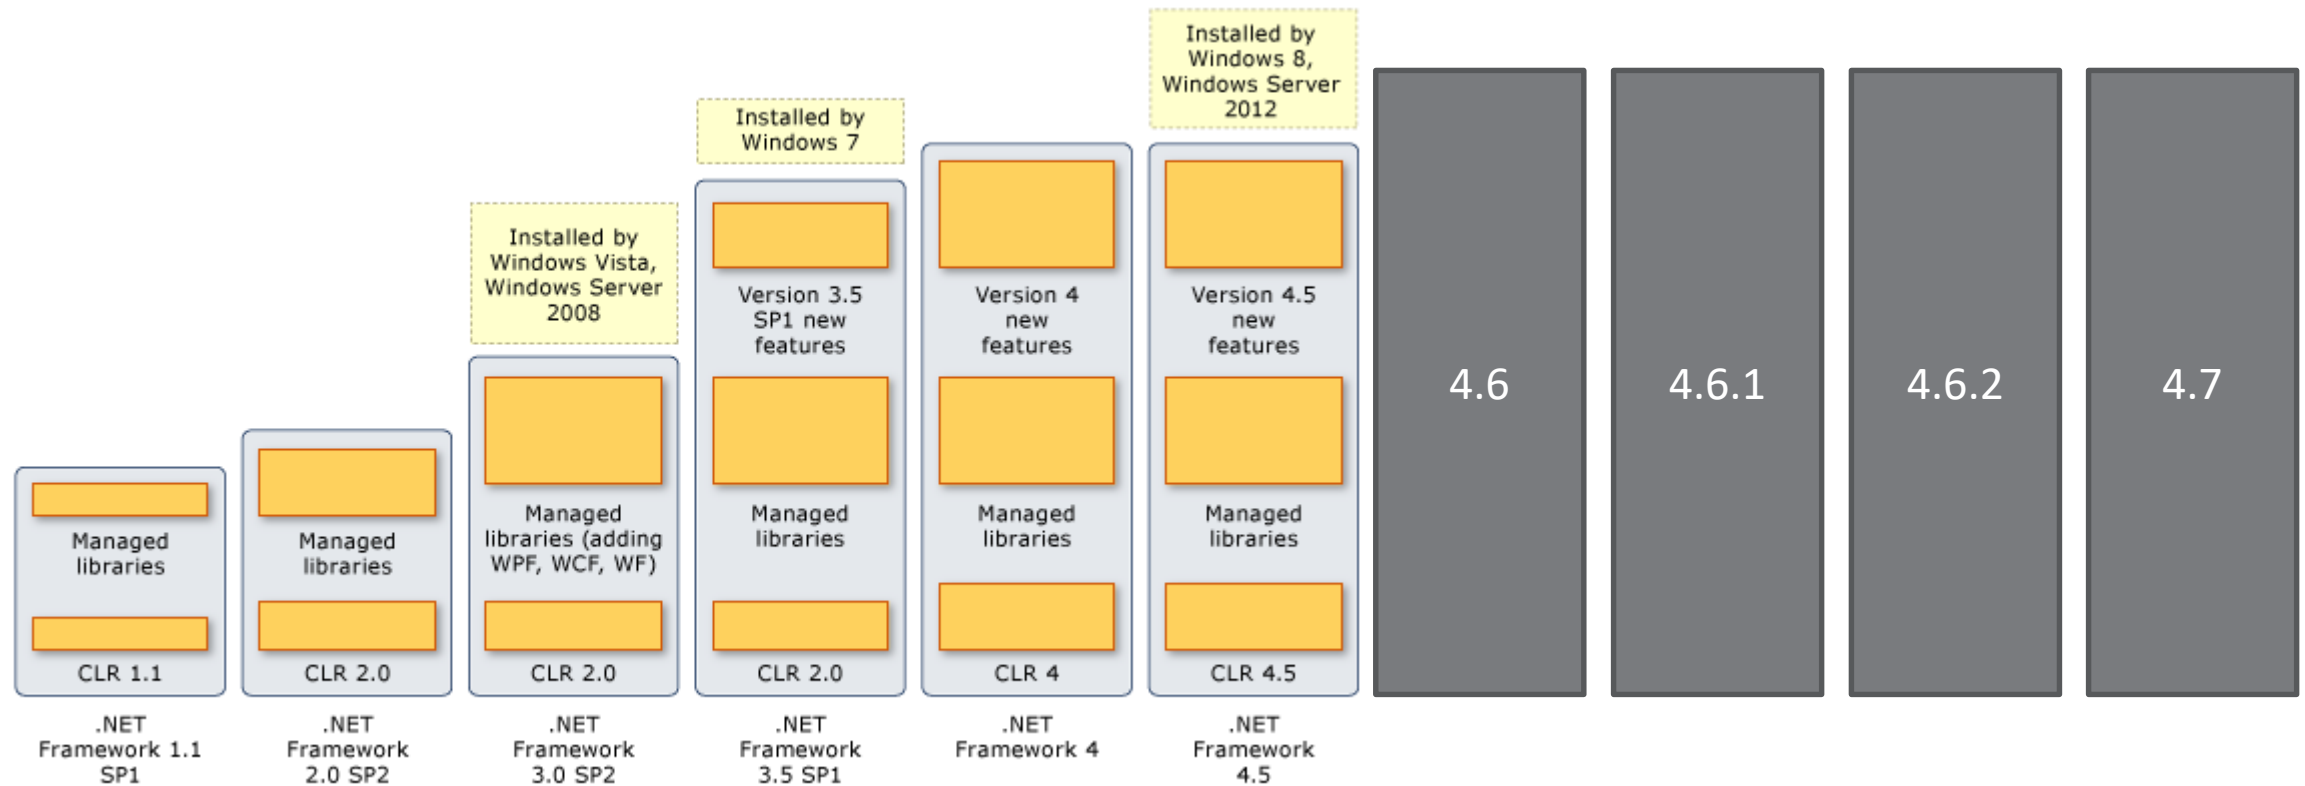 Installed by
Windows Vista,
Windows Server
2008
Installed by
Windows 7
Installed by
Windows 8,
Windows Server
2012
Managed
libraries
CLR 1.1
.NET
Framework 1.1
SP1
Managed
libraries
CLR 2.0
.NET
Framework
2.0 SP2
Managed
libraries (adding
WPF, WCF, WF)
CLR 2.0
.NET
Framework
3.0 SP2
Version 3.5
SP1 new
features
Managed
libraries
CLR 2.0
.NET
Framework
3.5 SP1
Version 4
new
features
Managed
libraries
CLR 4
.NET
Framework 4
Version 4.5
new
features
Managed
libraries
CLR 4.5
.NET
Framework
4.5
4.6
4.6.1
4.6.2
4.7